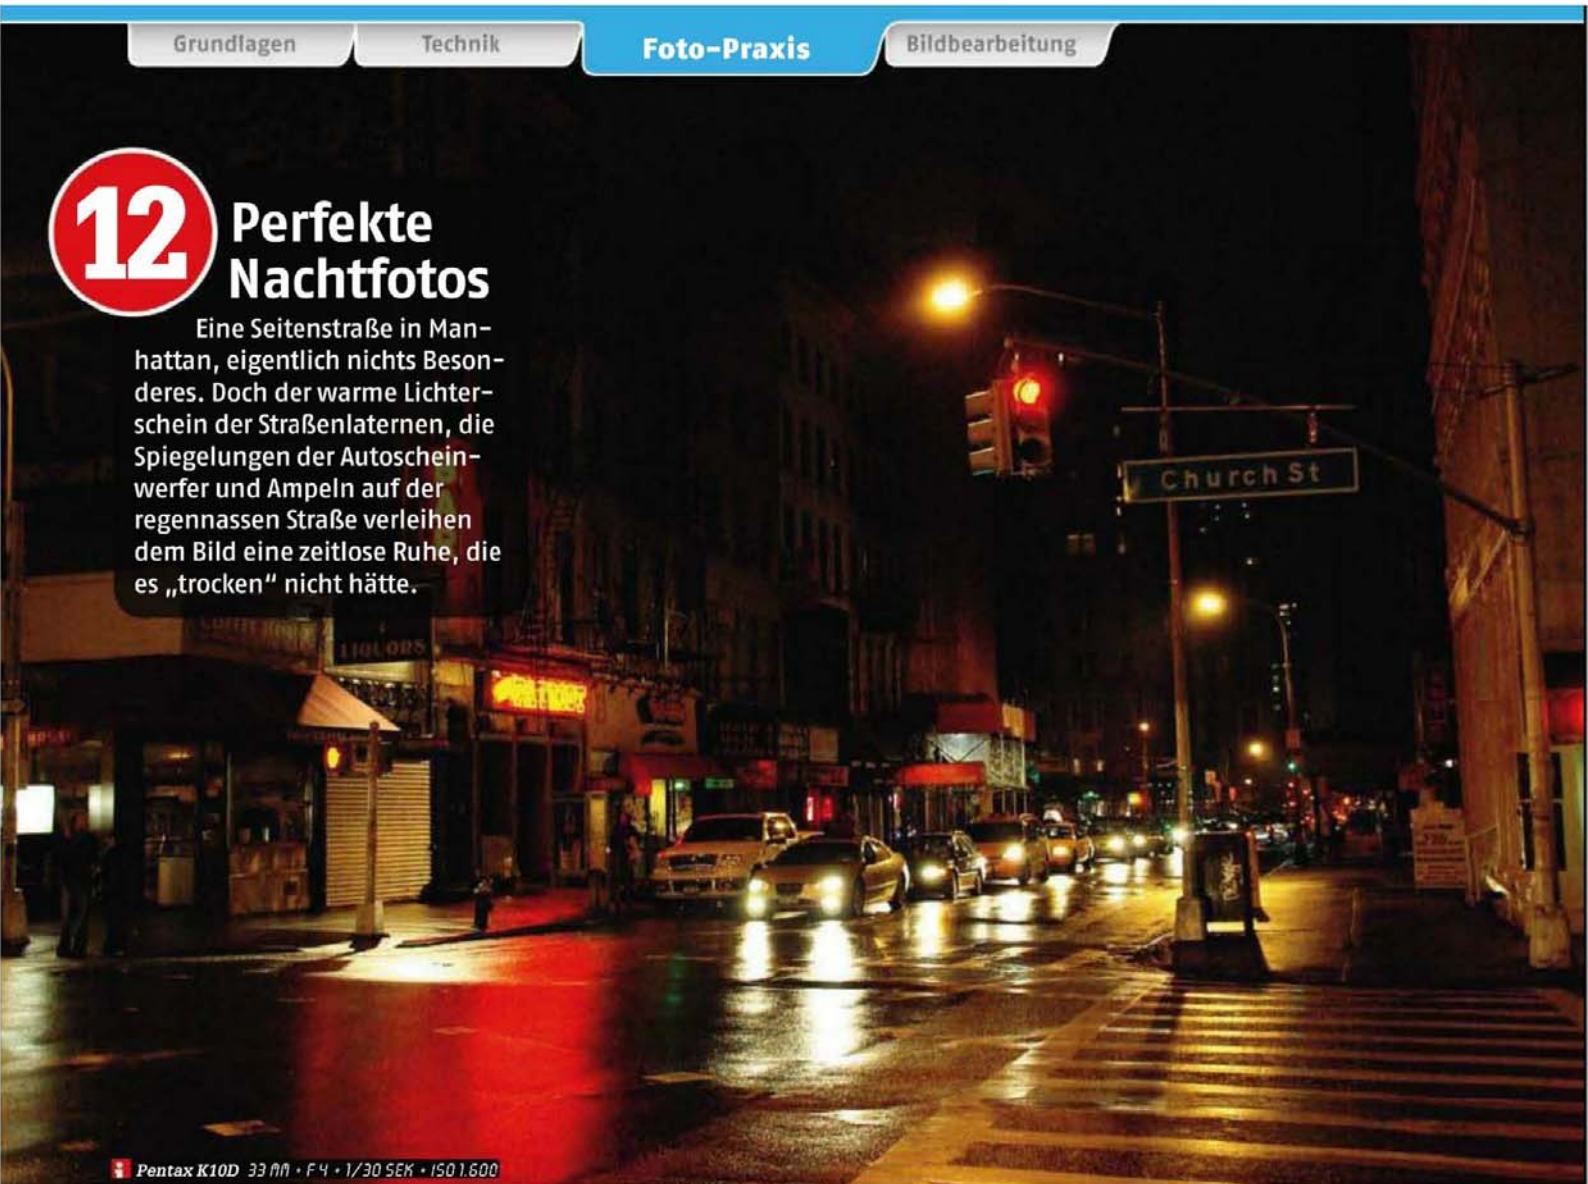 Grundlagen
Technik
Foto-Praxis
Bildbearbeitung
12
Perfekte
Nachtfotos
Eine Seitenstraße in Man-
hattan, eigentlich nichts Beson-
deres. Doch der warme Lichter-
schein der Straßenlaternen, die
Spiegelungen der Autoschein-
werfer und Ampeln auf der
regennassen Straße verleihen
dem Bild eine zeitlose Ruhe, die
es „trocken“ nicht hätte.
Church St
LIQUORS
i Pentax K10D 33 MM • F4 • 1/30 SEK • ISO 1.600